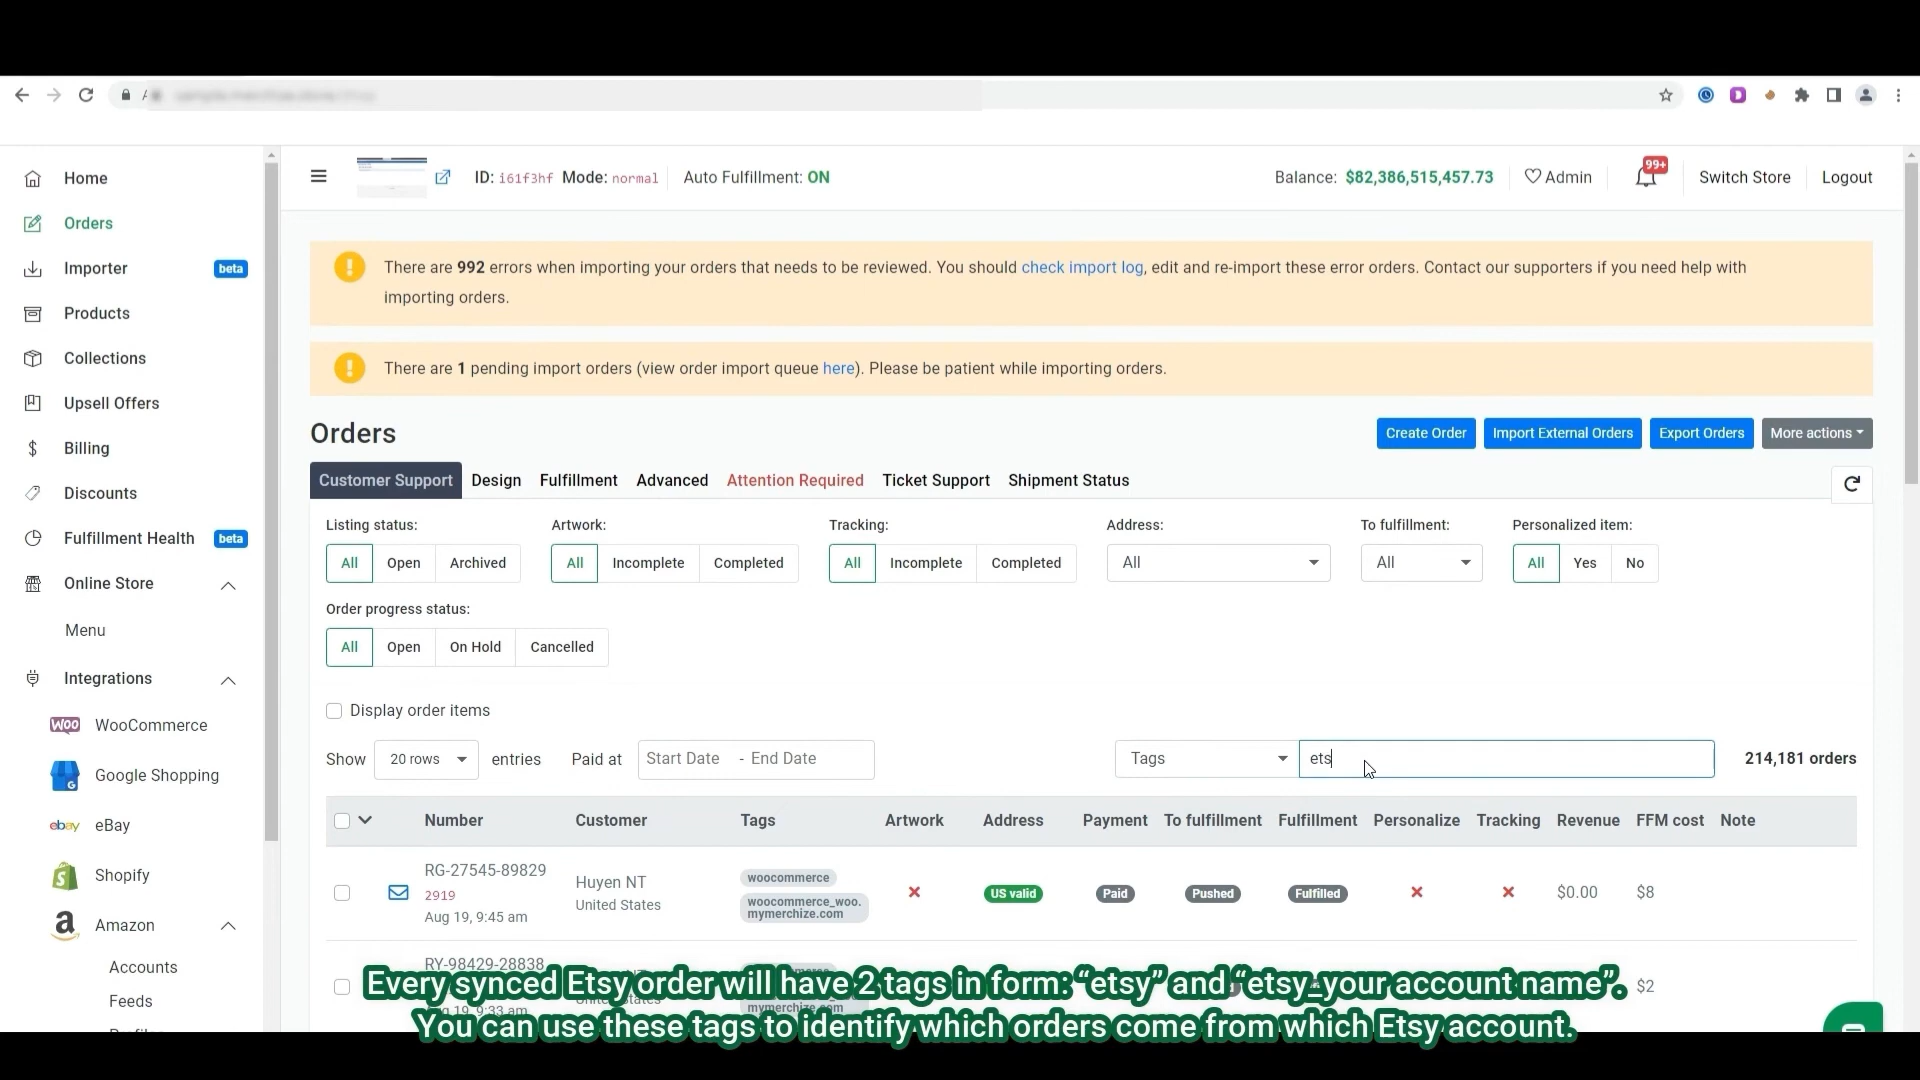 Home
Orders
Importer beta
Products
Collections
Upsell Offers
Billing
Discounts
Fulfillment Health beta
Online Store
Menu
Integrations
WOO WooCommerce
Google Shopping
ebay eBay
Shopify
Amazon
Accounts
Feeds
ID: i61f3hf Mode: normal Auto Fulfillment: ON
Balance: $82,386,515,457.73 Admin 99+ Switch Store Logout
There are 992 errors when importing your orders that needs to be reviewed. You should check import log, edit and re-import these error orders. Contact our supporters if you need help with
importing orders.
There are 1 pending import orders (view order import queue here). Please be patient while importing orders.
Orders
Create Order Import External Orders Export Orders More actions
Customer Support Design Fulfillment Advanced Attention Required Ticket Support Shipment Status
Listing status: Artwork: Tracking: Address: To fulfillment: Personalized item:
All Open Archived All Incomplete Completed All Incomplete Completed All All All Yes No
Order progress status:
All Open On Hold Cancelled
Display order items
Show 20 rows entries Paid at Start Date - End Date Tags ets 214,181 orders
Number Customer Tags Artwork Address Payment To fulfillment Fulfillment Personalize Tracking Revenue FFM cost Note
RG-27545-89829
2919
Aug 19, 9:45 am
Huyen NT
United States
woocommerce
woocommerce_woo.
mymerchize.com
US valid Paid Pushed Fulfilled $0.00 $8
RY-98429-28838
$2
mymerchize.com
Every synced Etsy order will have 2 tags in form: “etsy” and “etsy_your account name”.
You can use these tags to identify which orders come from which Etsy account.